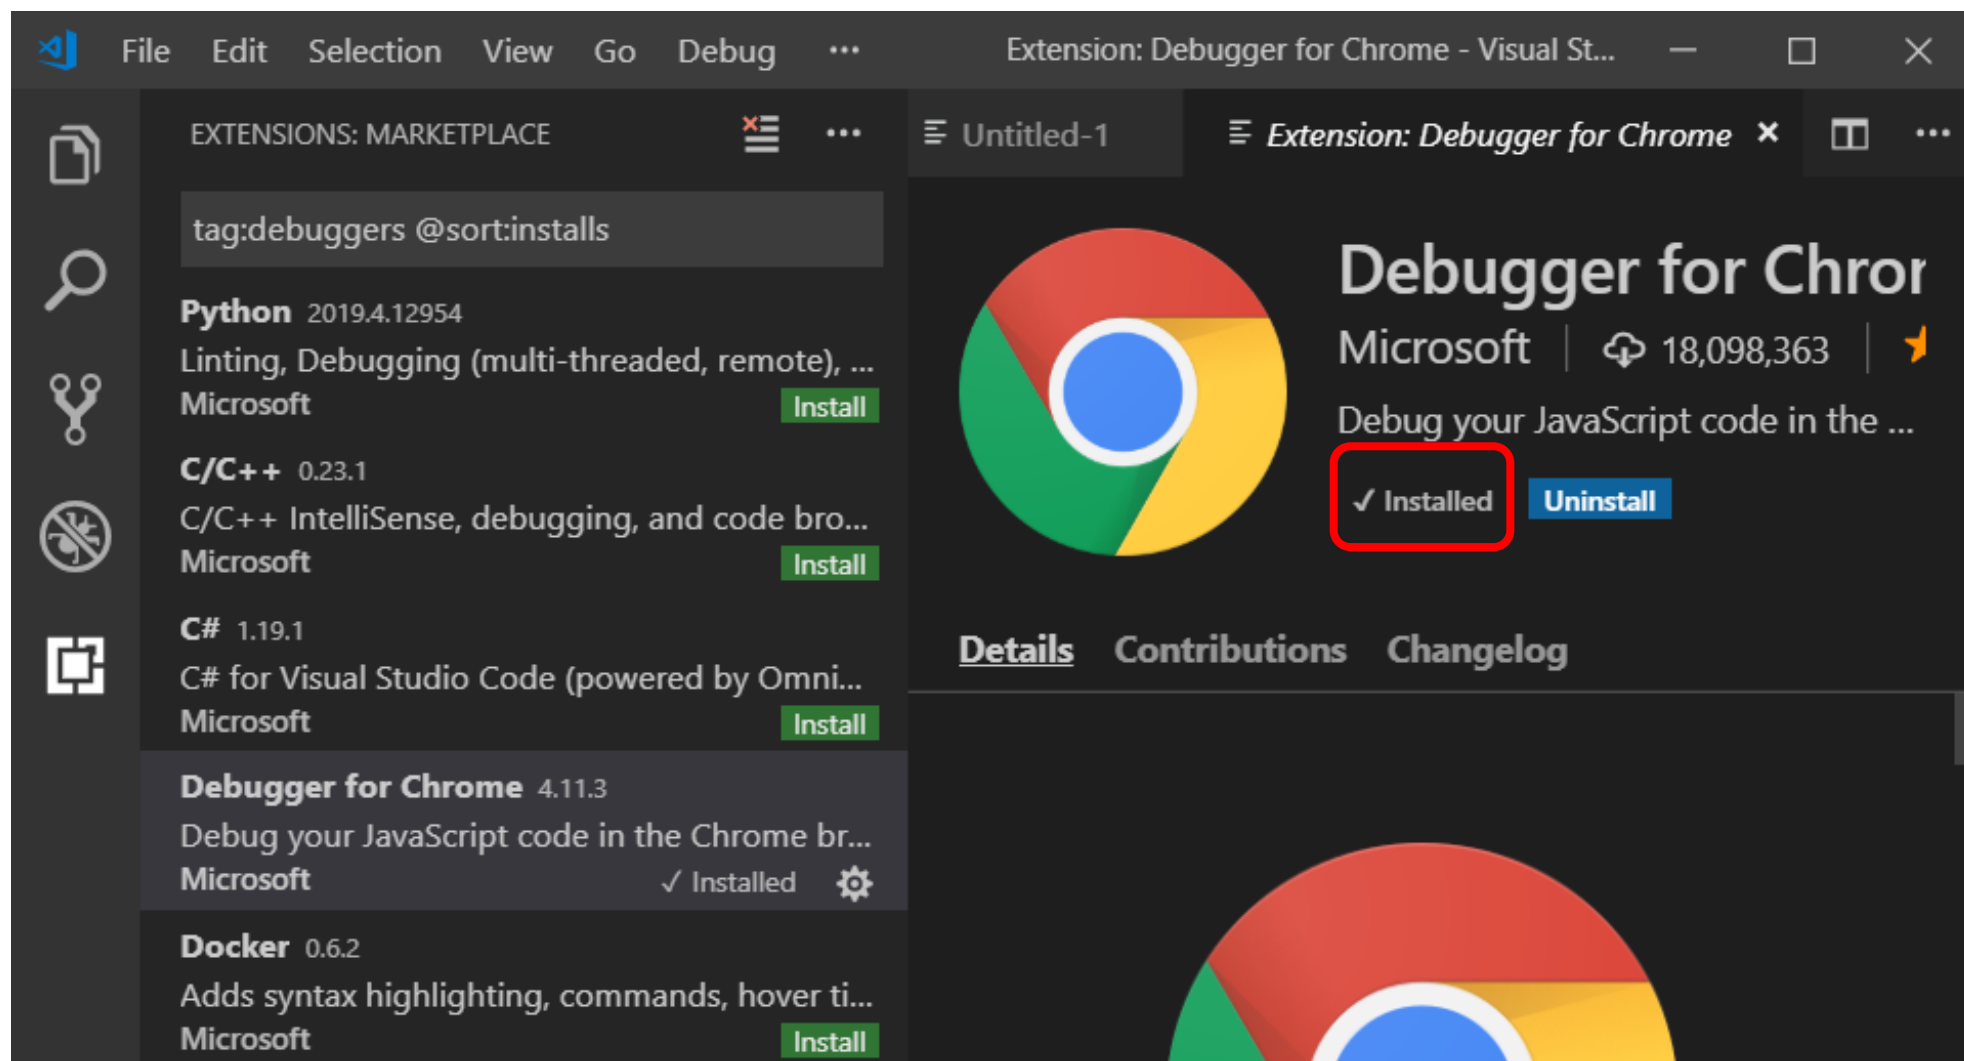 File Edit Selection View Go Debug ··· Extension: Debugger for Chrome - Visual St...
EXTENSIONS: MARKETPLACE
Untitled-1 Extension: Debugger for Chrome
tag:debuggers @sort:installs
Python 2019.4.12954
Linting, Debugging (multi-threaded, remote), ...
Microsoft Install
C/C++ 0.23.1
C/C++ IntelliSense, debugging, and code bro...
Microsoft Install
C# 1.19.1
C# for Visual Studio Code (powered by Omni...
Microsoft Install
Debugger for Chrome 4.11.3
Debug your JavaScript code in the Chrome br...
Microsoft ✓ Installed
Docker 0.6.2
Adds syntax highlighting, commands, hover ti...
Microsoft Install
Debugger for Chror
Microsoft 18,098,363
Debug your JavaScript code in the ...
✓ Installed Uninstall
Details Contributions Changelog